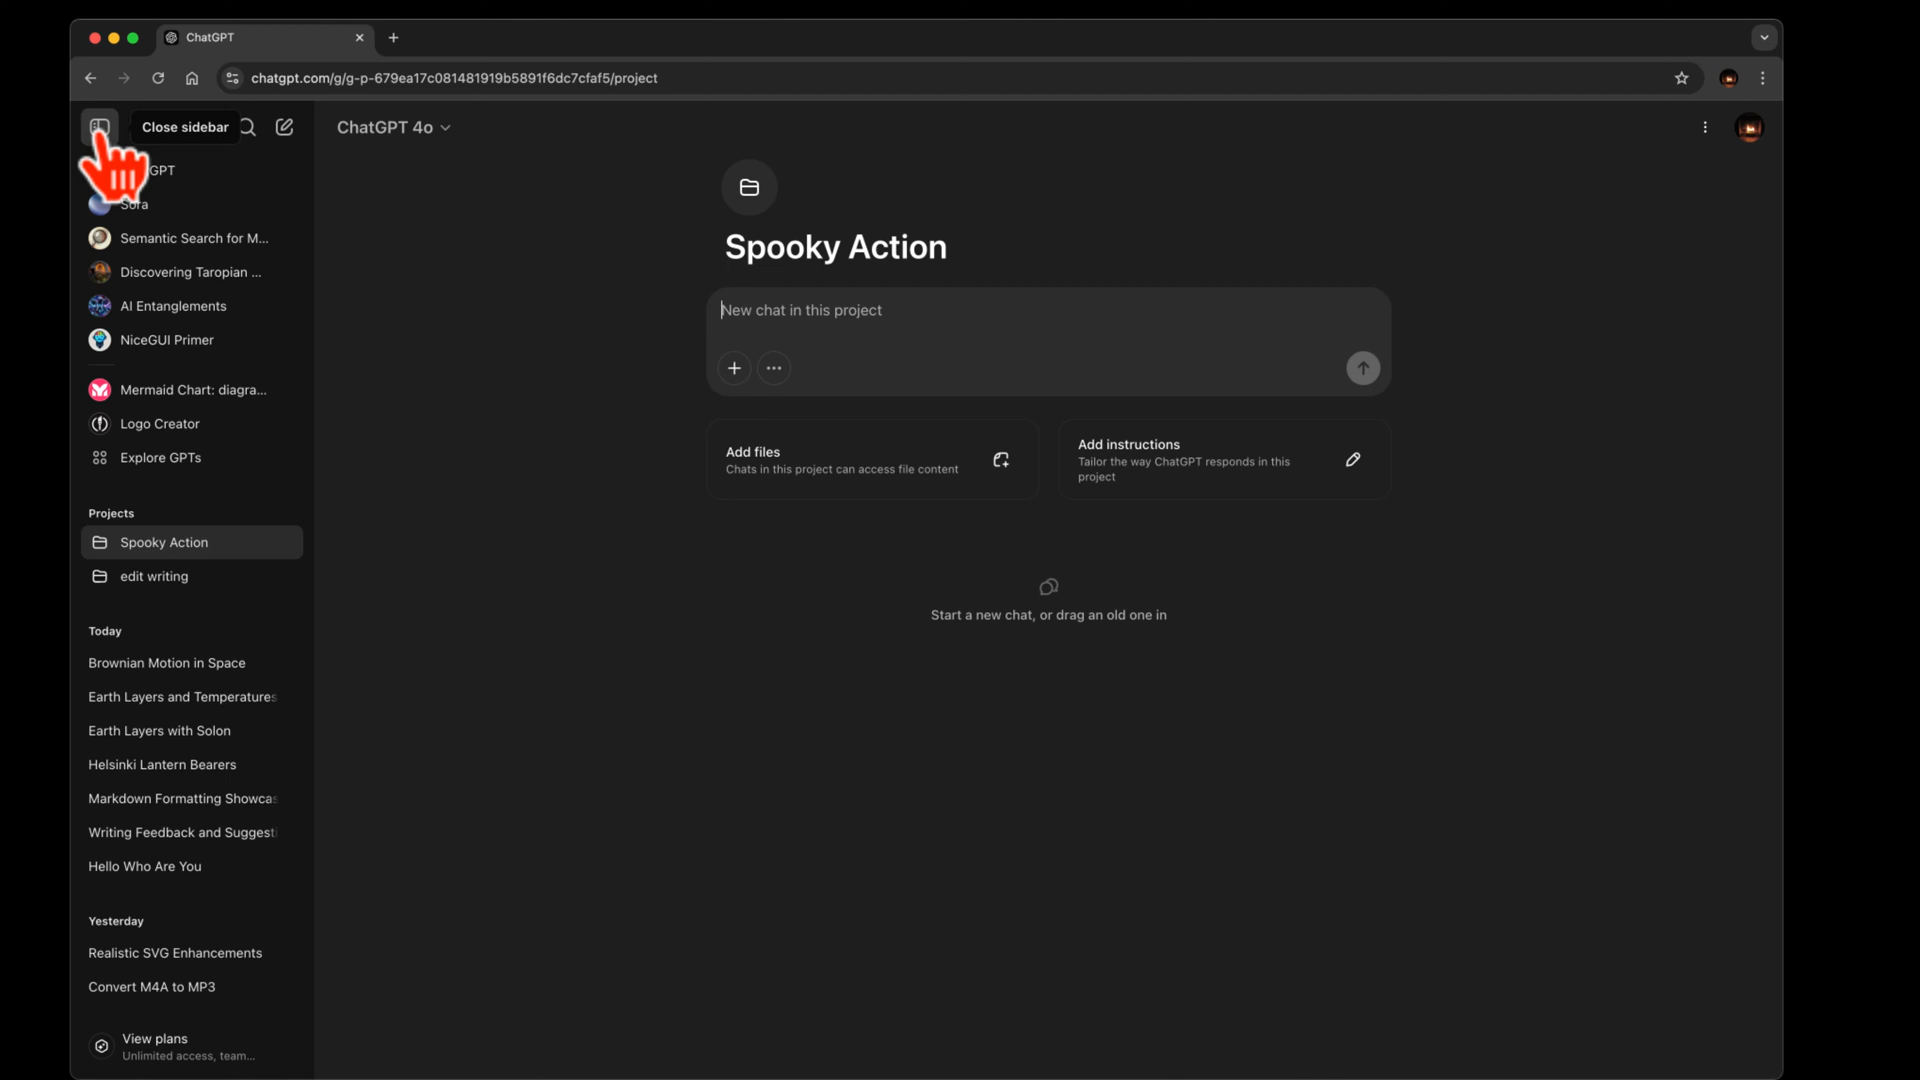 ChatGPT
chatgpt.com/g/g-p-679ea17c081481919b5891f6dc7cfaf5/project
Close sidebar
ChatGPT 4o
GPT
Sora
Semantic Search for M...
Discovering Taropian ...
AI Entanglements
NiceGUI Primer
Mermaid Chart: diagra...
Logo Creator
Explore GPTs
Projects
Spooky Action
edit writing
Today
Brownian Motion in Space
Earth Layers and Temperatures
Earth Layers with Solon
Helsinki Lantern Bearers
Markdown Formatting Showcas
Writing Feedback and Suggesti
Hello Who Are You
Yesterday
Realistic SVG Enhancements
Convert M4A to MP3
View plans
Unlimited access, team...
Spooky Action
New chat in this project
Add files
Chats in this project can access file content
Add instructions
Tailor the way ChatGPT responds in this
project
Start a new chat, or drag an old one in